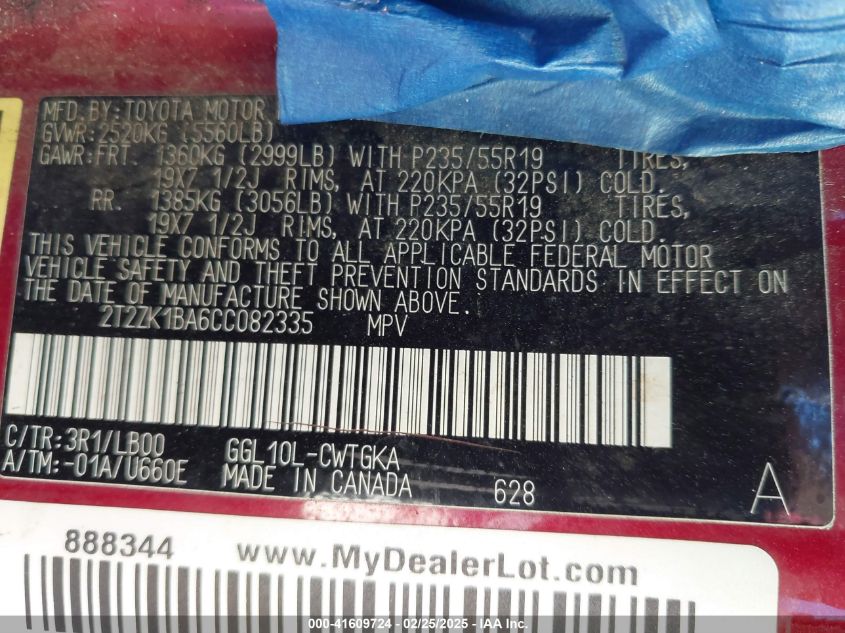 MFD. BY: TOYOTA MOTOR
GVWR: 2520KG (5560LB)
GAWR: FRT. 1360KG (2999LB) WITH P235/55R19 TIRES,
19X7 1/2J RIMS, AT 220KPA (32PSI) COLD.
RR. 1385KG (3056LB) WITH P235/55R19 TIRES,
19X7 1/2J RIMS, AT 220KPA (32PSI) COLD.
THIS VEHICLE CONFORMS TO ALL APPLICABLE FEDERAL MOTOR
VEHICLE SAFETY AND THEFT PREVENTION STANDARDS IN EFFECT ON
THE DATE OF MANUFACTURE SHOWN ABOVE.
2T2ZK1BA6CC082335 MPV
C/TR: 3R1/LB00 GGL10L-CWTGKA
A/TM: -01A/U660E MADE IN CANADA 628 A
888344 www.MyDealerLot.com
000-41609724 - 02/25/2025 - IAA Inc.